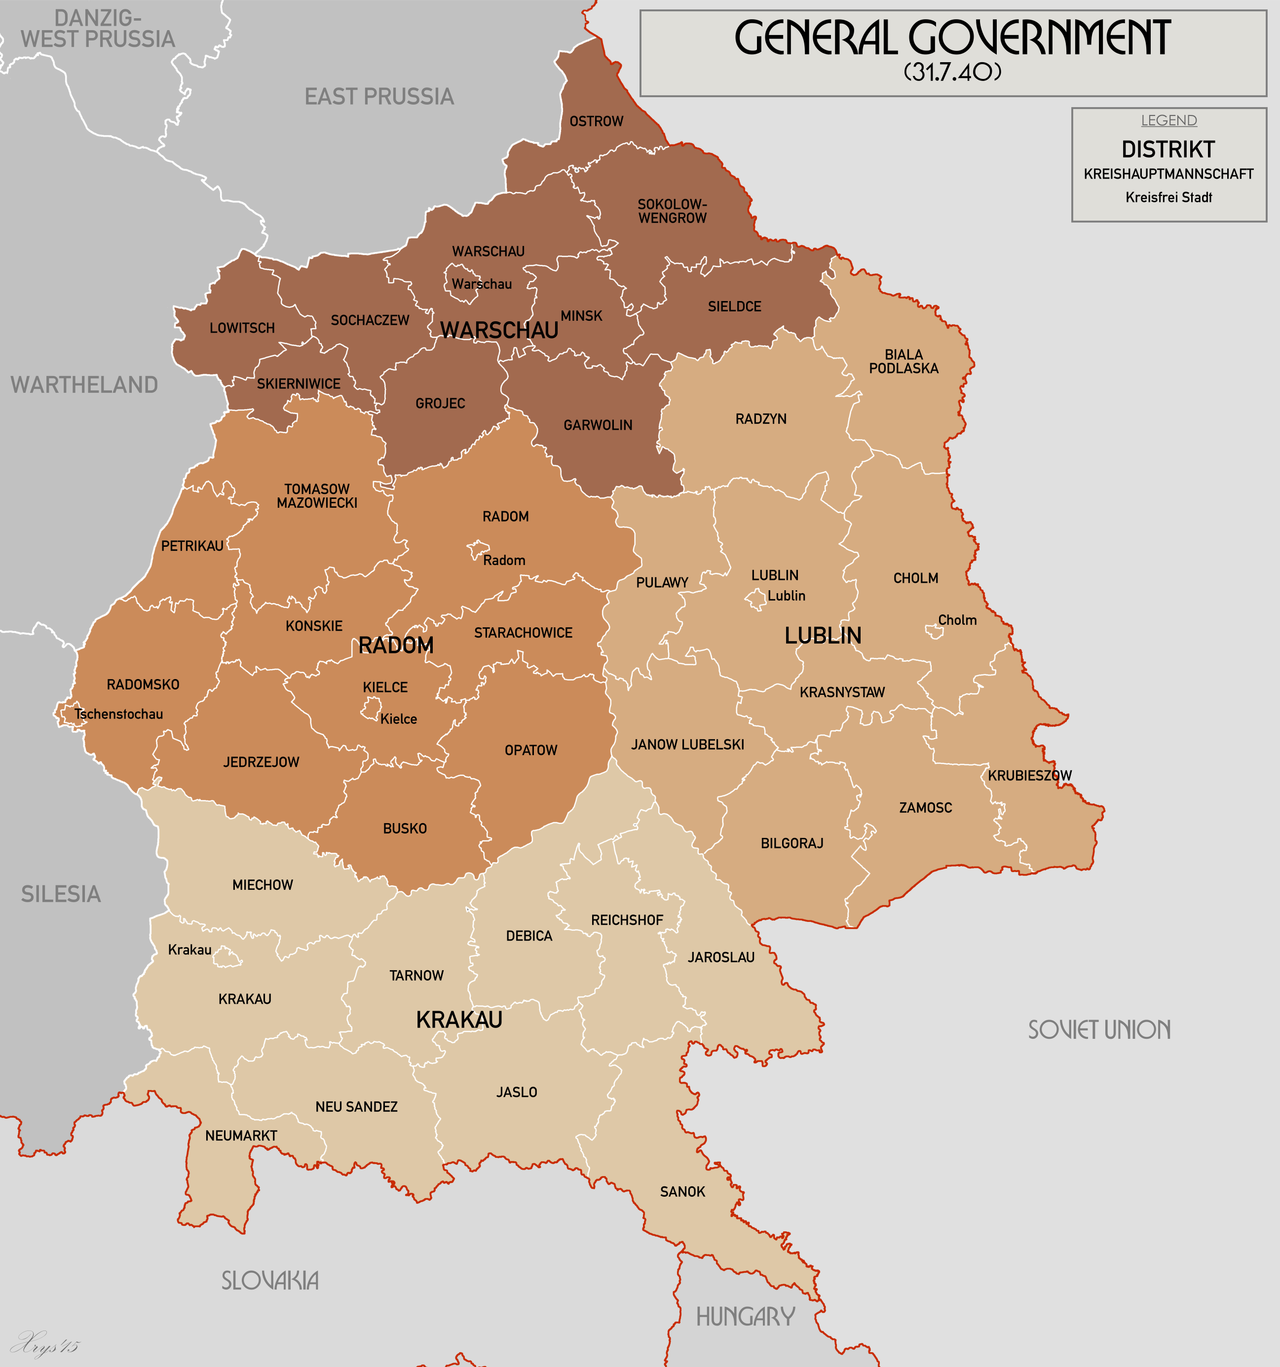 DANZIG-
WEST PRUSSIA
GENERAL GOVERNMENT
(31.7.40)
EAST PRUSSIA
LEGEND
DISTRIKT
KREISHAUPTMANNSCHAFT
Kreisfrei Stadt
OSTROW
SOKOLOW-
WENGROW
WARSCHAU
Warschau
SIELDCE
MINSK
SOCHACZEW
LOWITSCH
WARSCHAU
BIALA
PODLASKA
WARTHELAND
SKIERNIWICE
GROJEC
GARWOLIN
RADZYN
TOMASOW
MAZOWIECKI
RADOM
PETRIKAU
Radom
LUBLIN
CHOLM
PULAWY
Lublin
Cholm
KONSKIE
STARACHOWICE
LUBLIN
RADOM
RADOMSKO
KIELCE
KRASNYSTAW
Tschenstochau
Kielce
JANOW LUBELSKI
OPATOW
JEDRZEJOW
KRUBIESZOW
ZAMOSC
BUSKO
BILGORAJ
MIECHOW
SILESIA
REICHSHOF
DEBICA
Krakau
JAROSLAU
TARNOW
KRAKAU
KRAKAU
SOVIET UNION
JASLO
NEU SANDEZ
NEUMARKT
SANOK
SLOVAKIA
HUNGARY
Xrys'15